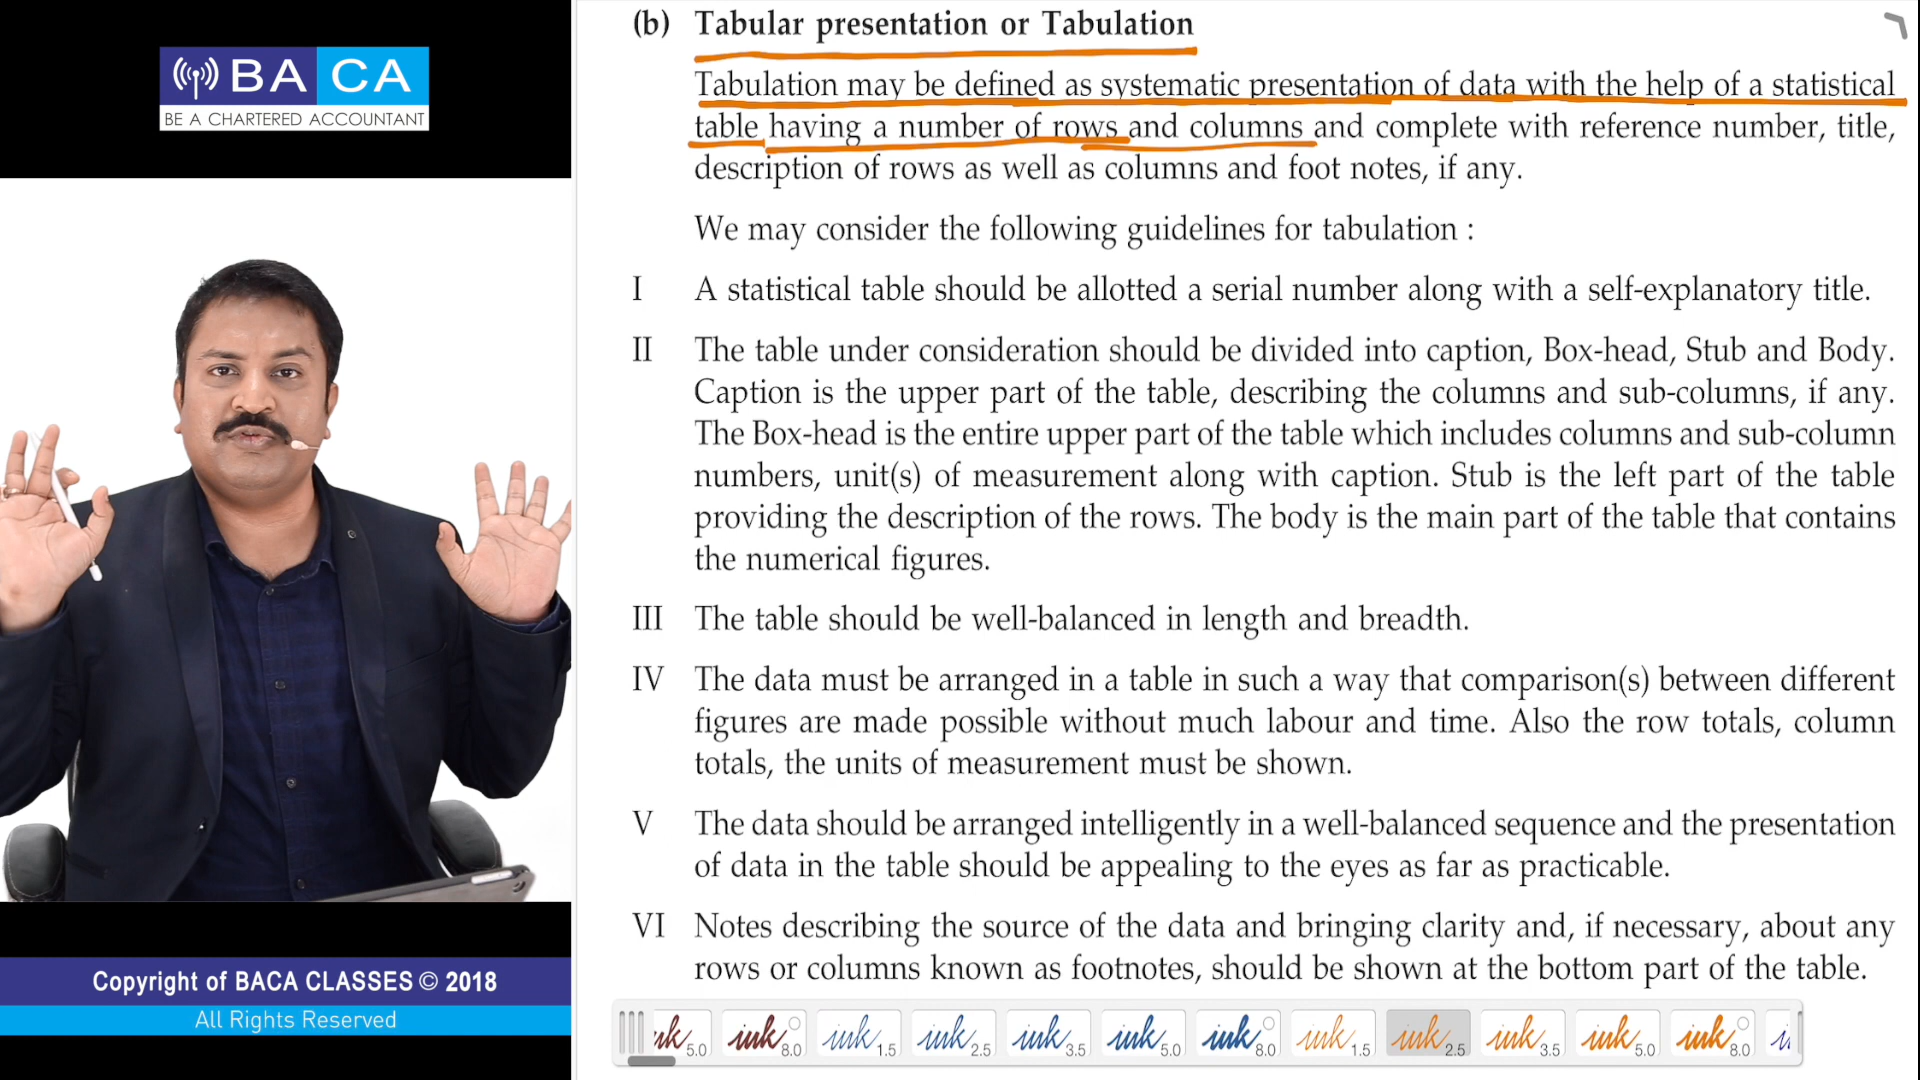 BA CA
BE A CHARTERED ACCOUNTANT
Copyright of BACA CLASSES © 2018
All Rights Reserved
(b) Tabular presentation or Tabulation
Tabulation may be defined as systematic presentation of data with the help of a statistical
table having a number of rows and columns and complete with reference number, title,
description of rows as well as columns and foot notes, if any.
We may consider the following guidelines for tabulation :
I A statistical table should be allotted a serial number along with a self-explanatory title.
II The table under consideration should be divided into caption, Box-head, Stub and Body.
Caption is the upper part of the table, describing the columns and sub-columns, if any.
The Box-head is the entire upper part of the table which includes columns and sub-column
numbers, unit(s) of measurement along with caption. Stub is the left part of the table
providing the description of the rows. The body is the main part of the table that contains
the numerical figures.
III The table should be well-balanced in length and breadth.
IV The data must be arranged in a table in such a way that comparison(s) between different
figures are made possible without much labour and time. Also the row totals, column
totals, the units of measurement must be shown.
V The data should be arranged intelligently in a well-balanced sequence and the presentation
of data in the table should be appealing to the eyes as far as practicable.
VI Notes describing the source of the data and bringing clarity and, if necessary, about any
rows or columns known as footnotes, should be shown at the bottom part of the table.
5.0 ink 8.0 ink 1.5 ink 2.5 ink 3.5 ink 5.0 ink 8.0 ink 1.5 ink 2.5 ink 3.5 ink 5.0 ink 8.0